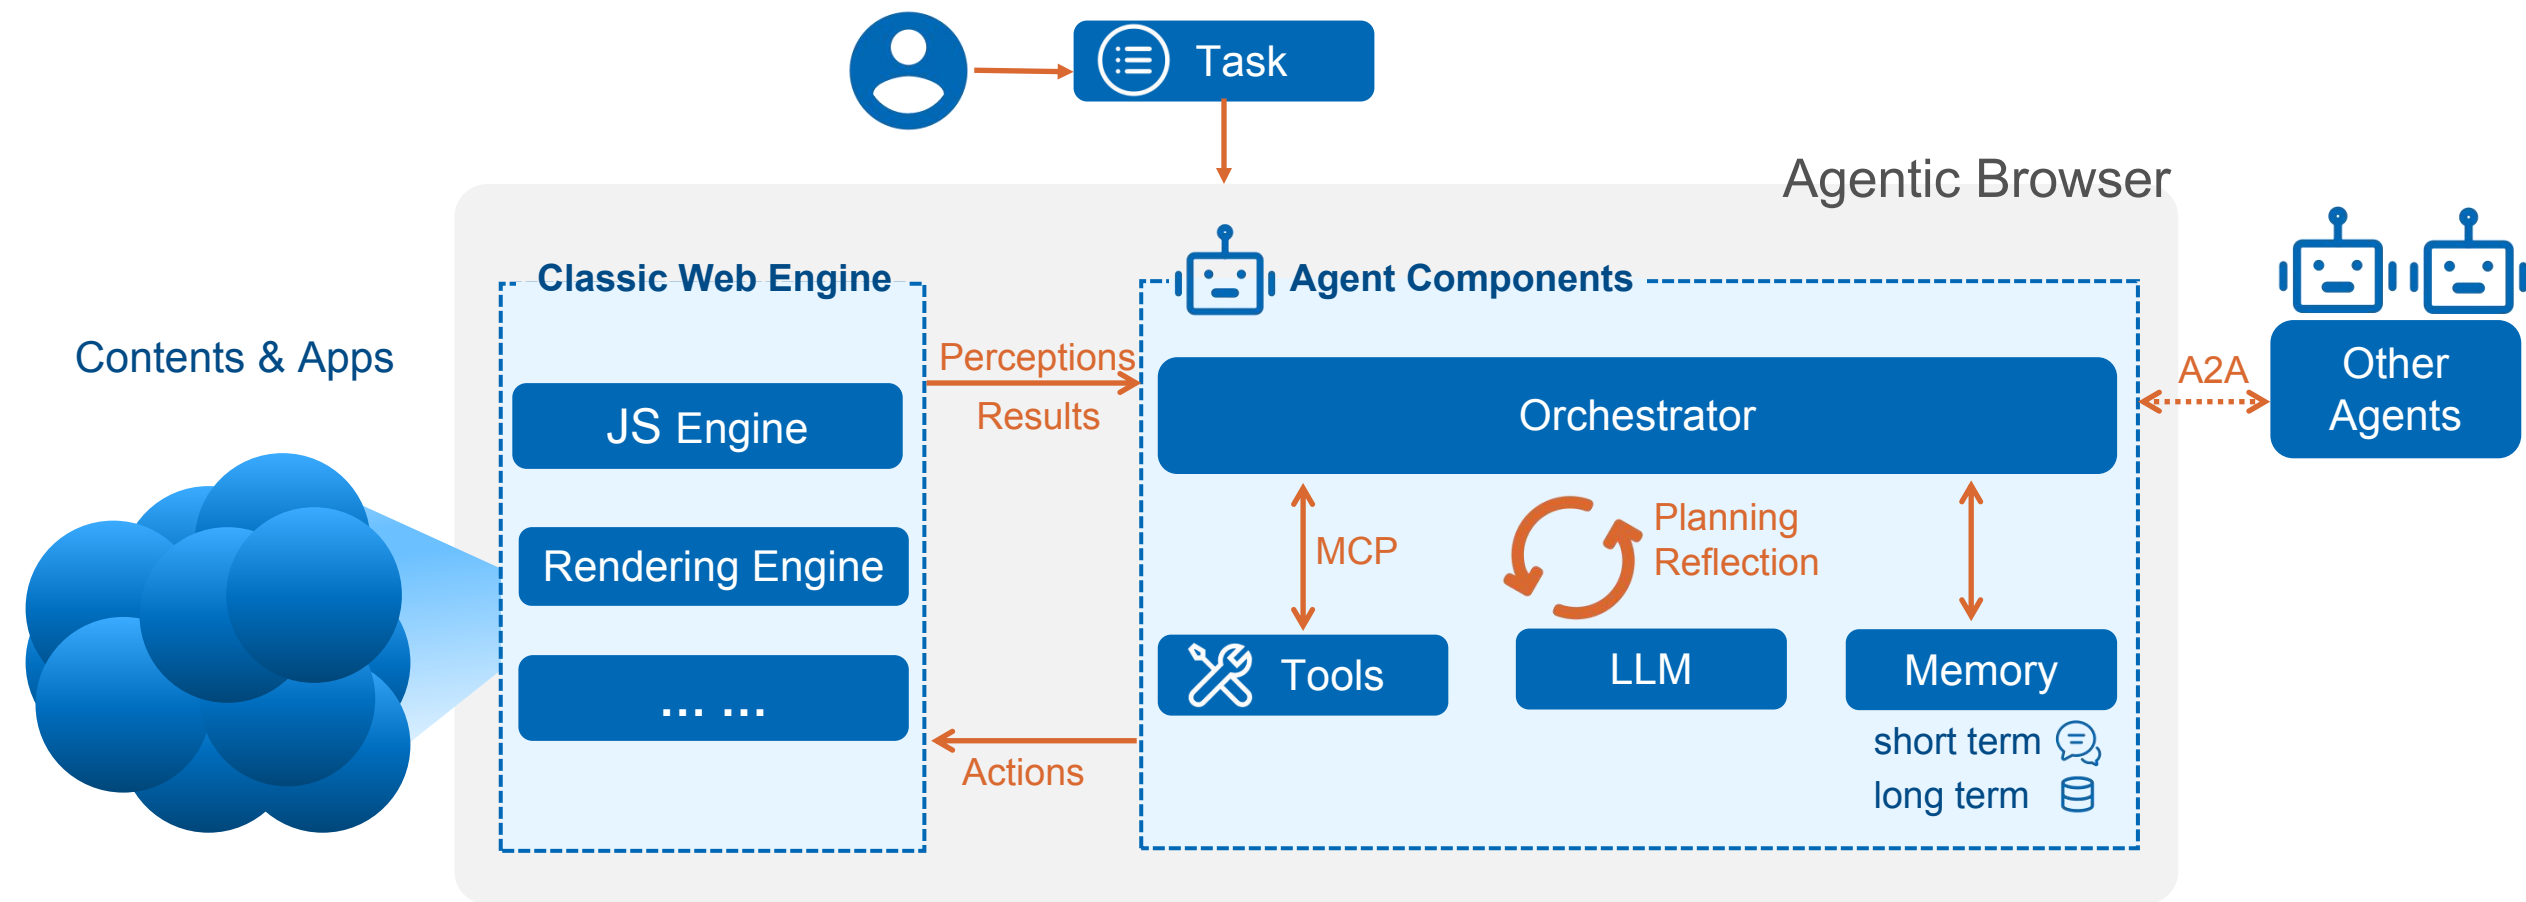 Task
Agentic Browser
Classic Web Engine
Agent Components
Contents & Apps
JS Engine
Rendering Engine
... ...
Perceptions
Results
Actions
Orchestrator
MCP
Planning
Reflection
Tools
LLM
Memory
short term
long term
A2A
Other
Agents